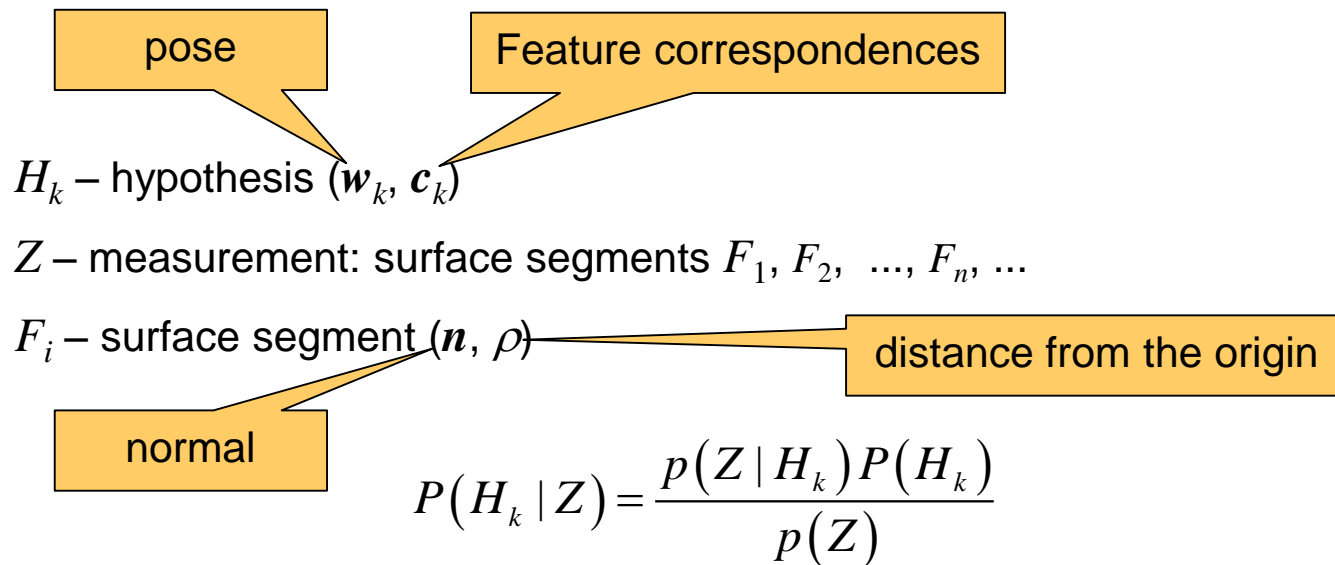 pose
Feature correspondences
H_k – hypothesis (w_k, c_k)
Z – measurement: surface segments F_1, F_2, ..., F_n, ...
F_i – surface segment (n, ρ)
distance from the origin
normal
P(H_k | Z) = p(Z | H_k) P(H_k) / p(Z)